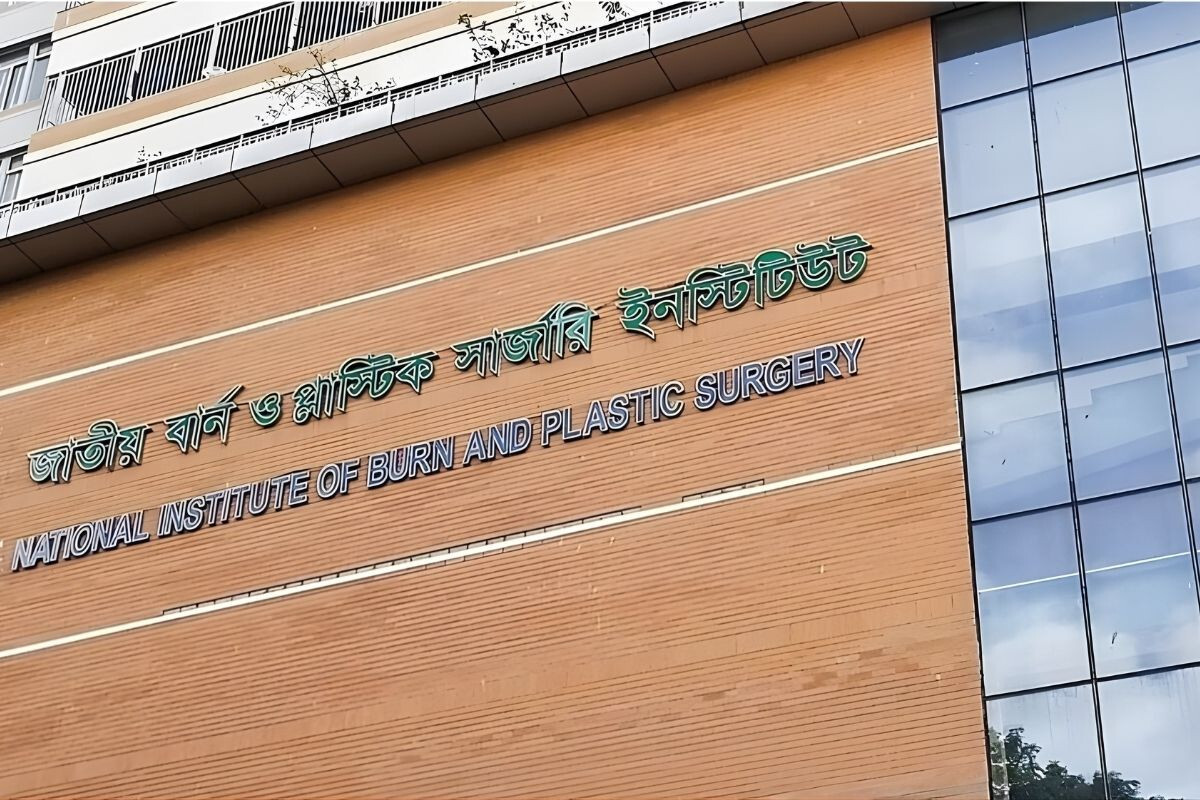 জাতীয় বার্ন ও প্লাস্টিক সার্জারি ইনস্টিটিউট
NATIONAL INSTITUTE OF BURN AND PLASTIC SURGERY